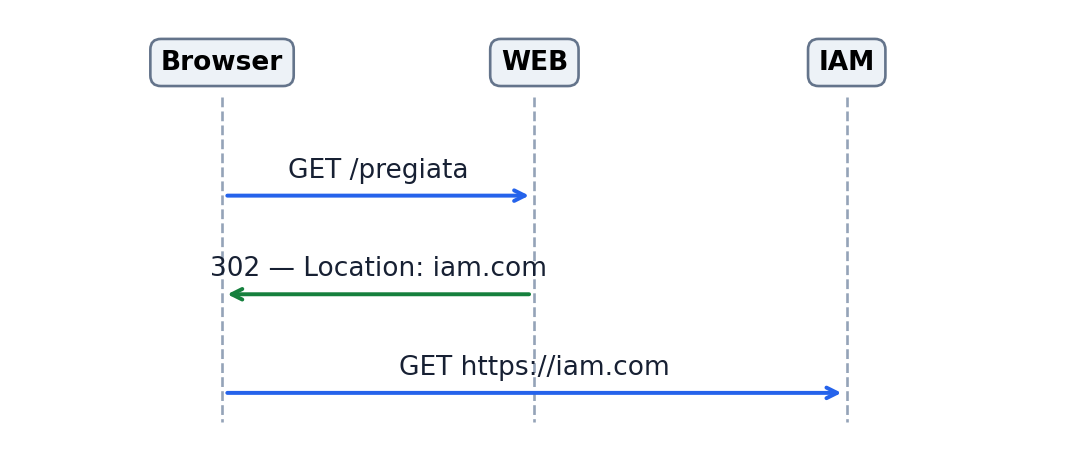 Browser WEB IAM
GET /pregiata
302 — Location: iam.com
GET https://iam.com